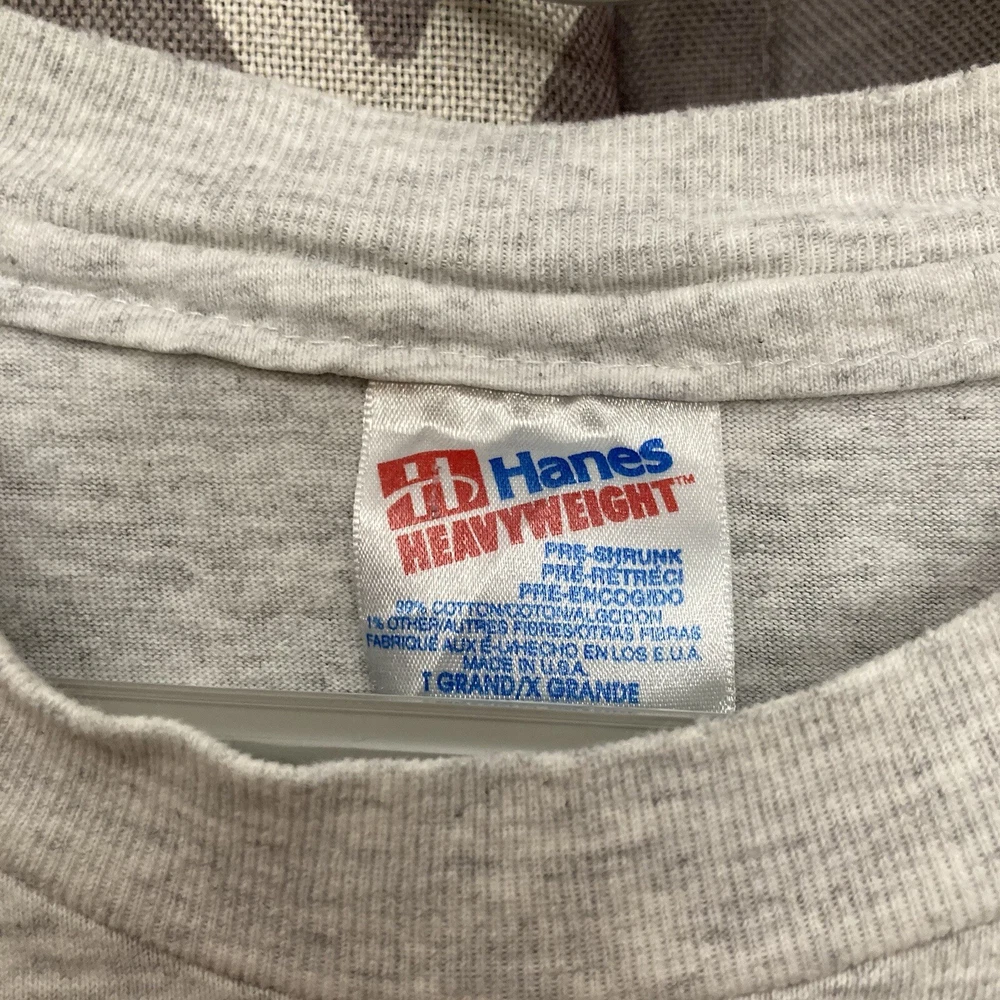 Hanes
HEAVYWEIGHT™
PRE-SHRUNK
PRÉ-RÉTRÉCI
PRE-ENCOGIDO
99% COTTON/COTON/ALGODON
1% OTHER/AUTRES FIBRES/OTRAS FIBRAS
FABRIQUÉ AUX É-U/HECHO EN LOS E.U.A.
MADE IN U.S.A.
T GRAND/X GRANDE